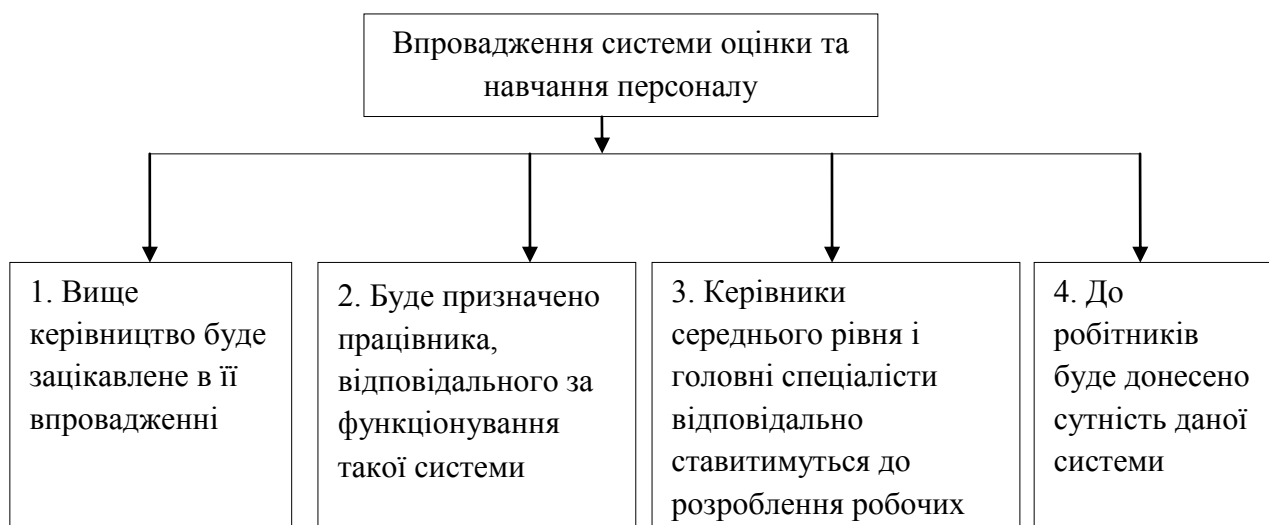 Впровадження системи оцінки та
навчання персоналу
1. Вище
керівництво буде
зацікавлене в її
впровадженні
2. Буде призначено
працівника,
відповідального за
функціонування
такої системи
3. Керівники
середнього рівня і
головні спеціалісти
відповідально
ставитимуться до
розроблення робочих
4. До
робітників
буде донесено
сутність даної
системи